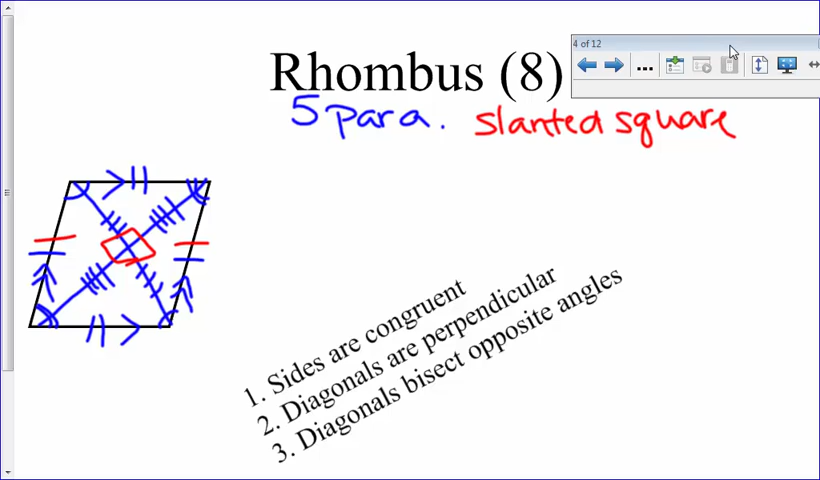 4 of 12
Rhombus (8)
5 para. slanted square
1. Sides are congruent
2. Diagonals are perpendicular
3. Diagonals bisect opposite angles